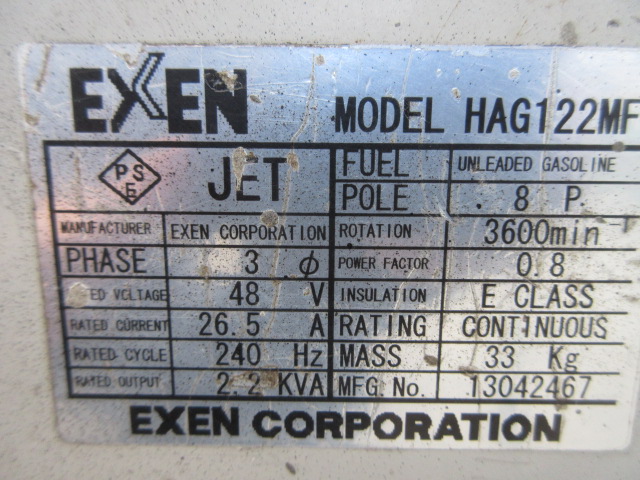 EXEN MODEL HAG122MF
PSE JET FUEL UNLEADED GASOLINE
POLE 8 P
MANUFACTURER EXEN CORPORATION ROTATION 3600min⁻¹
PHASE 3 φ POWER FACTOR 0.8
RATED VOLTAGE 48 V INSULATION E CLASS
RATED CURRENT 26.5 A RATING CONTINUOUS
RATED CYCLE 240 Hz MASS 33 Kg
RATED OUTPUT 2.2 KVA MFG.No. 13042467
EXEN CORPORATION